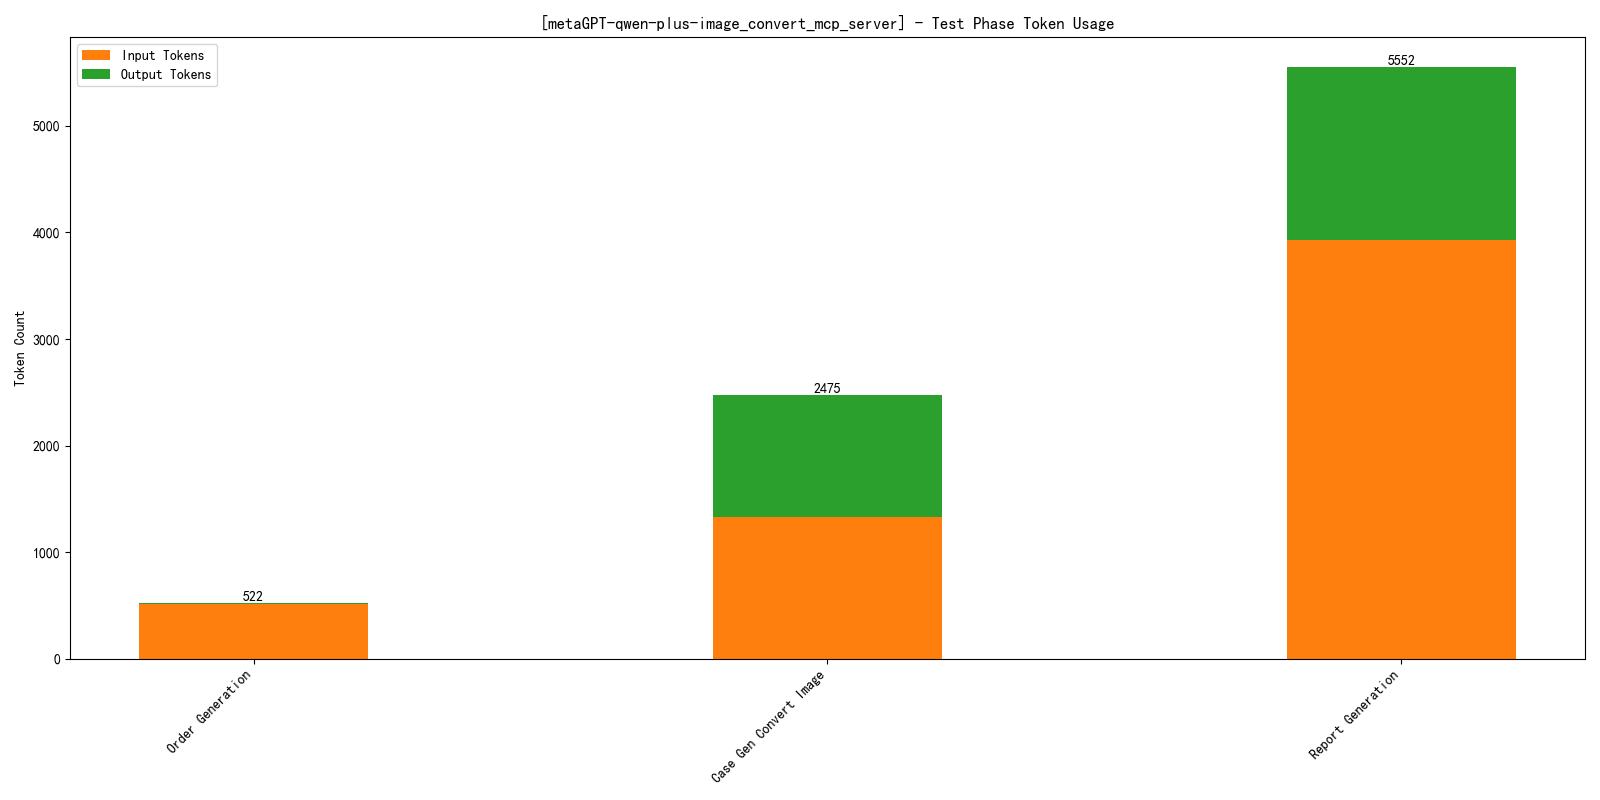 [metaGPT-qwen-plus-image_convert_mcp_server] - Test Phase Token Usage
Input Tokens
Output Tokens
5552
5000
4000
3000
Token Count
2475
2000
1000
522
0
Order Generation
Case Gen Convert Image
Report Generation